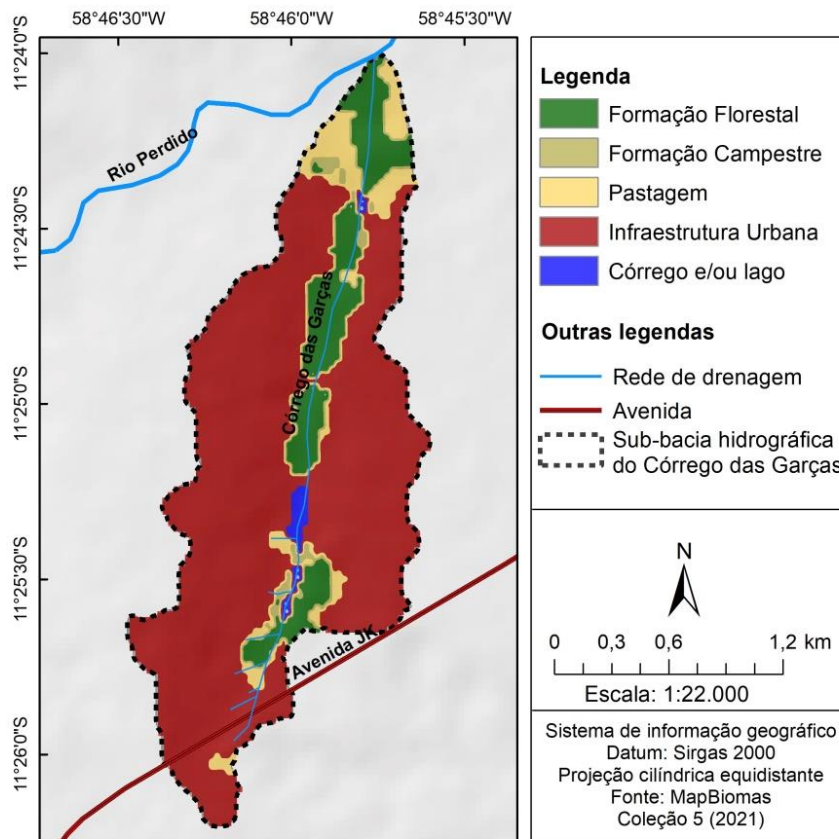 58°46'30"W
58°46'0"W
58°45'30"W
11°24'0"S
11°24'30"S
11°25'0"S
11°25'30"S
11°26'0"S
Rio Perdido
Córrego das Garças
Avenida JK
Legenda
Formação Florestal
Formação Campestre
Pastagem
Infraestrutura Urbana
Córrego e/ou lago
Outras legendas
Rede de drenagem
Avenida
Sub-bacia hidrográfica
do Córrego das Garças
N
0 0,3 0,6 1,2 km
Escala: 1:22.000
Sistema de informação geográfico
Datum: Sirgas 2000
Projeção cilíndrica equidistante
Fonte: MapBiomas
Coleção 5 (2021)